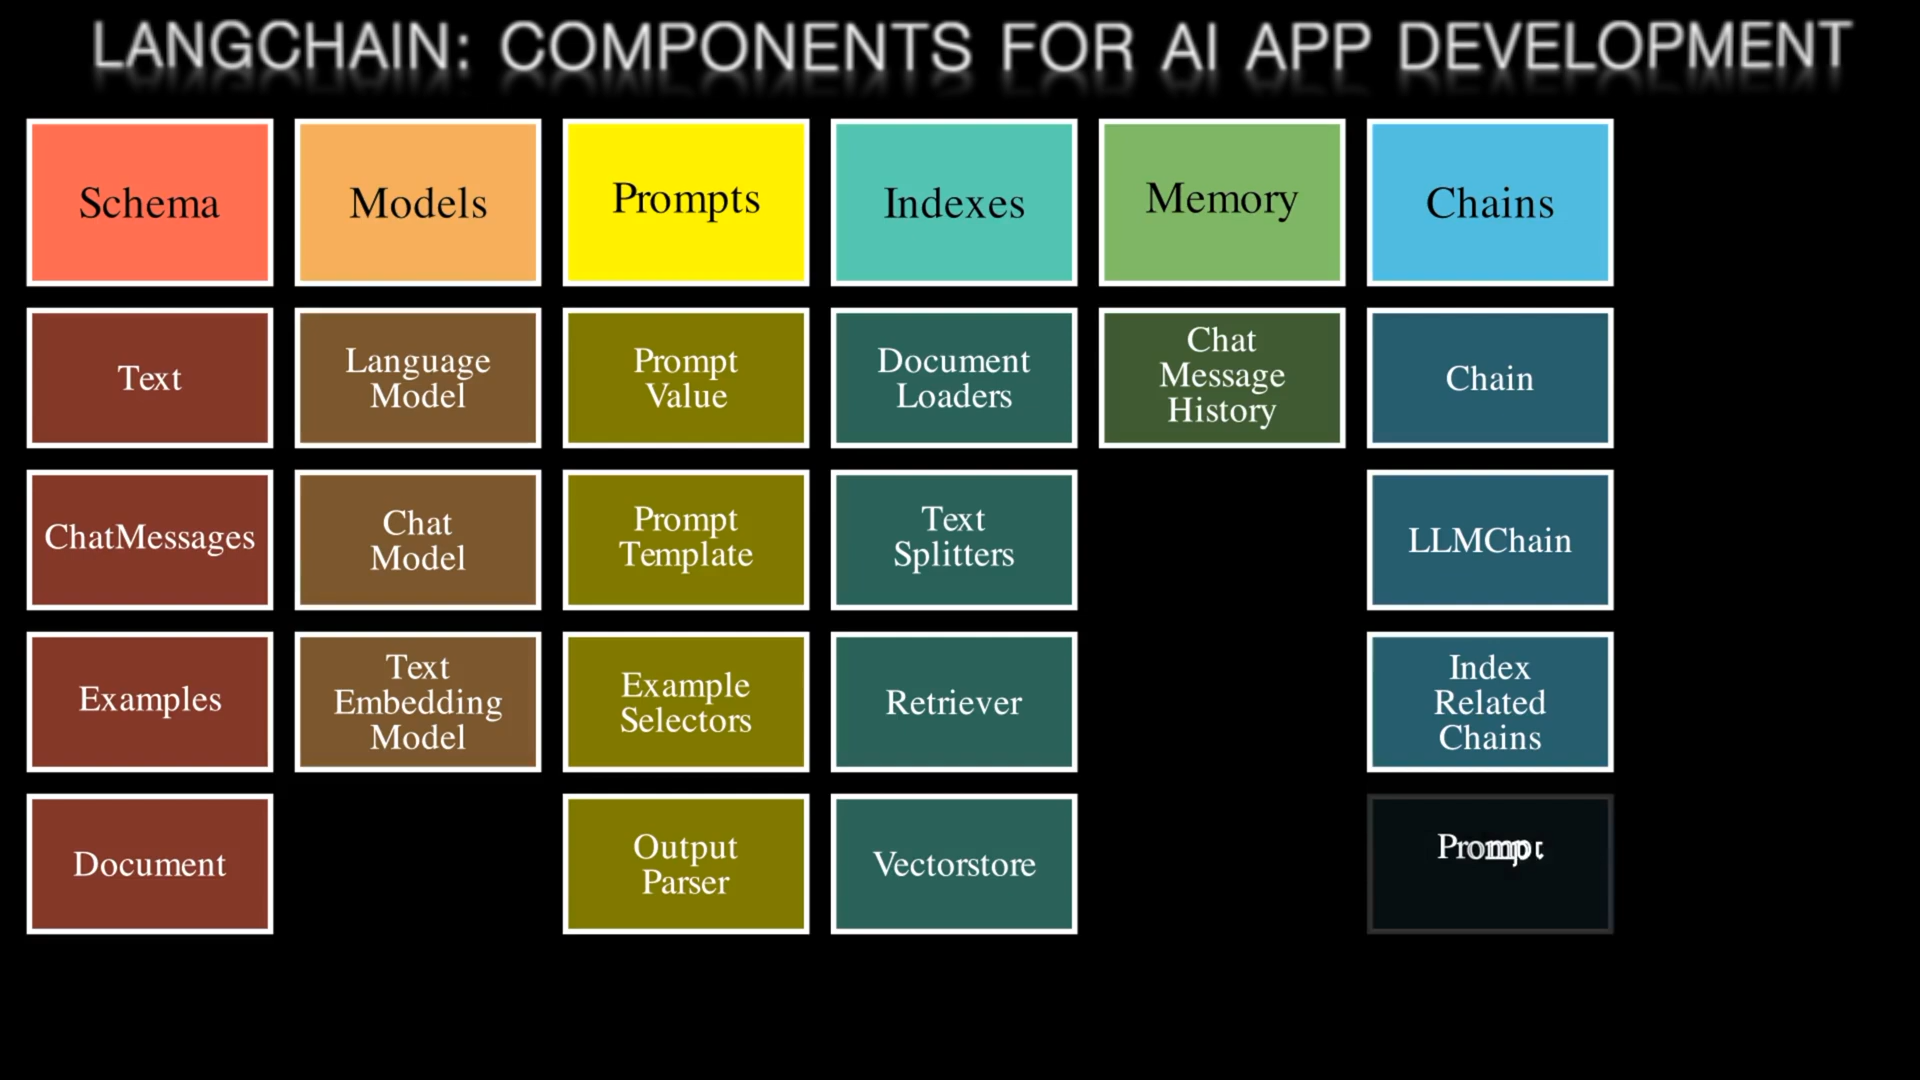 LANGCHAIN: COMPONENTS FOR AI APP DEVELOPMENT
Schema
Models
Prompts
Indexes
Memory
Chains
Text
Language
Model
Prompt
Value
Document
Loaders
Chat
Message
History
Chain
ChatMessages
Chat
Model
Prompt
Template
Text
Splitters
LLMChain
Examples
Text
Embedding
Model
Example
Selectors
Retriever
Index
Related
Chains
Document
Output
Parser
Vectorstore